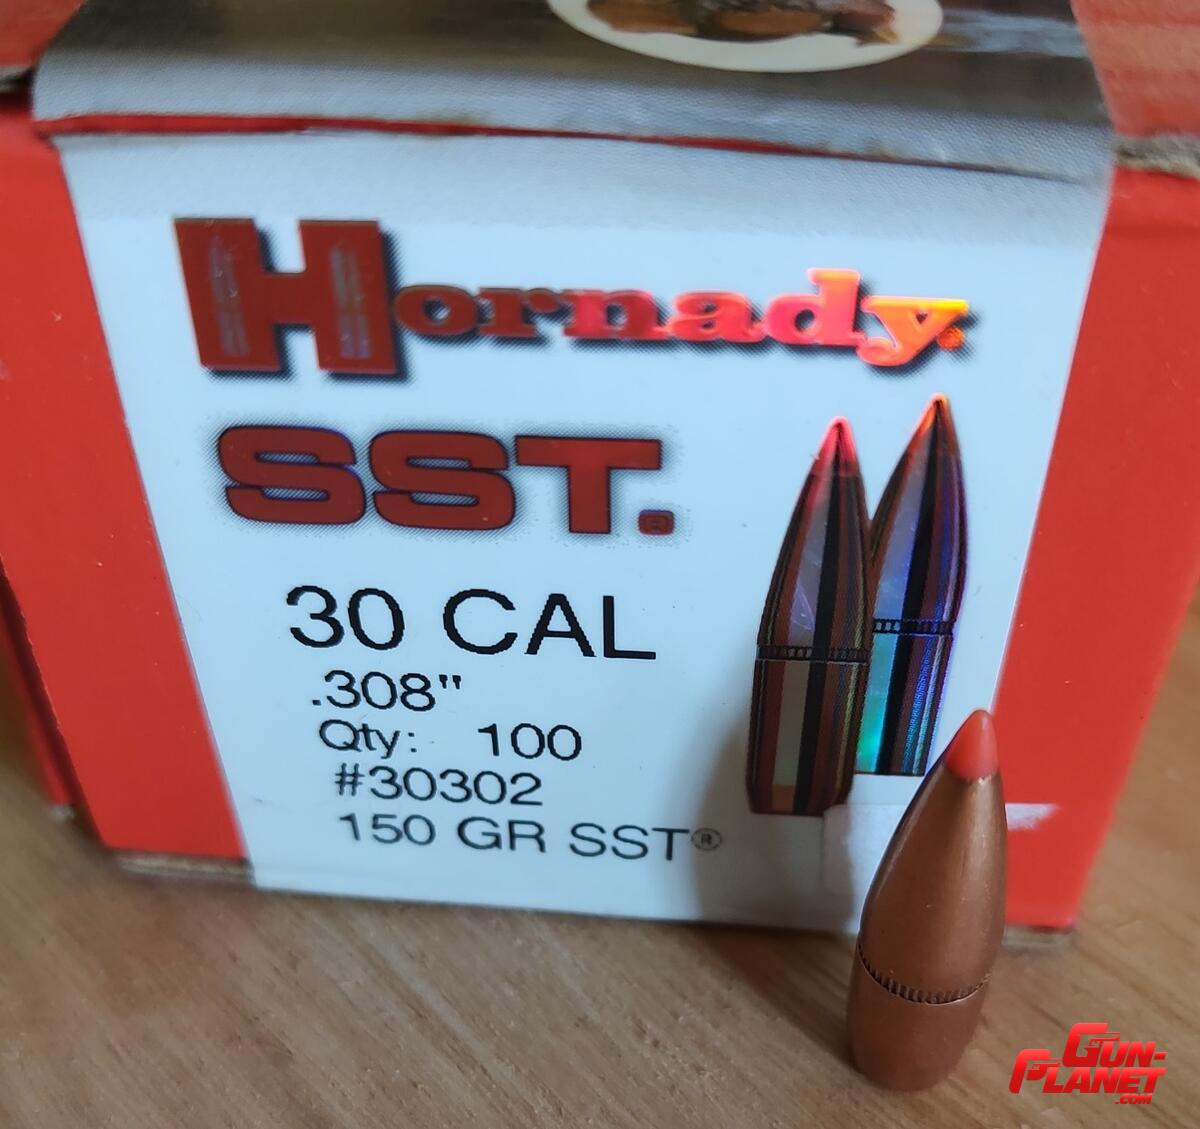 Hornady®
SST.®
30 CAL
.308"
Qty: 100
#30302
150 GR SST®
GUN-
PLANET
.COM